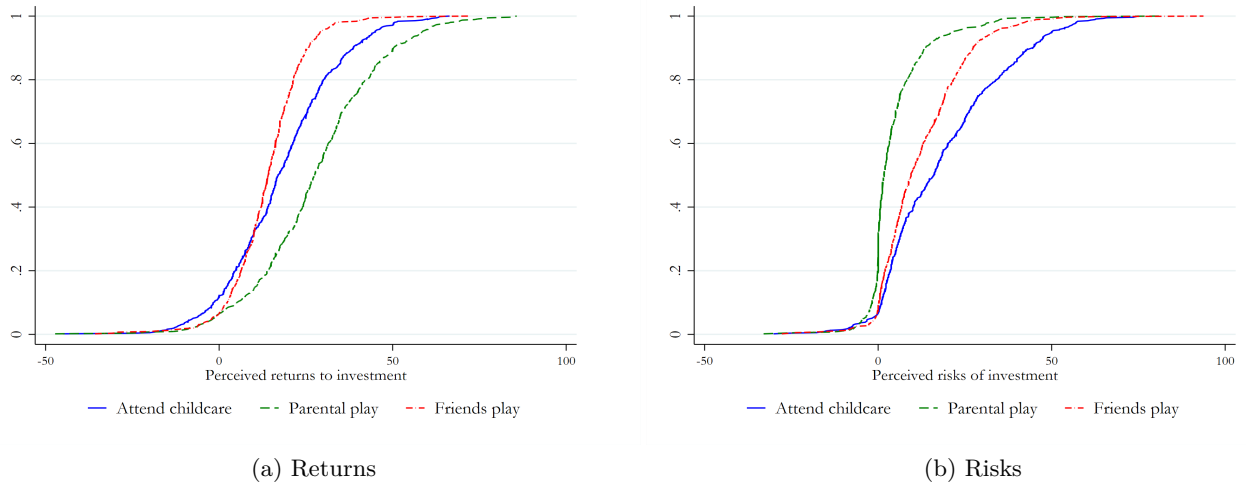 1
.8
.6
.4
.2
0
-50 0 50 100
Perceived returns to investment
Attend childcare Parental play Friends play
(a) Returns
1
.8
.6
.4
.2
0
-50 0 50 100
Perceived risks of investment
Attend childcare Parental play Friends play
(b) Risks